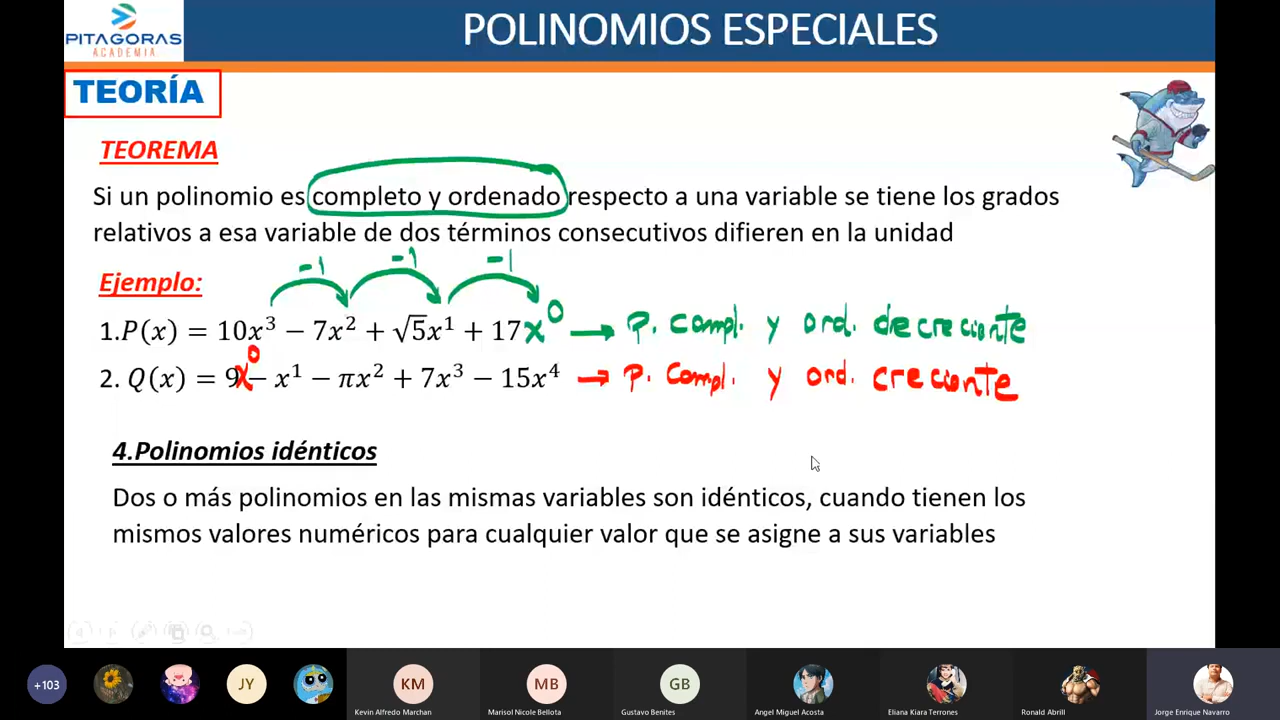 PITAGORAS
ACADEMIA
POLINOMIOS ESPECIALES
TEORÍA
TEOREMA
Si un polinomio es completo y ordenado respecto a una variable se tiene los grados
relativos a esa variable de dos términos consecutivos difieren en la unidad
-1 -1 -1
Ejemplo:
1.P(x) = 10x³ − 7x² + √5x¹ + 17x⁰ → P. compl. y ord. decreciente
2. Q(x) = 9x⁰ − x¹ − πx² + 7x³ − 15x⁴ → P. Compl. y ord. creciente
4.Polinomios idénticos
Dos o más polinomios en las mismas variables son idénticos, cuando tienen los
mismos valores numéricos para cualquier valor que se asigne a sus variables
+103 JY KM MB GB
Kevin Alfredo Marchan Marisol Nicole Bellota Gustavo Benites Angel Miguel Acosta Eliana Kiara Terrones Ronald Abrill Jorge Enrique Navarro